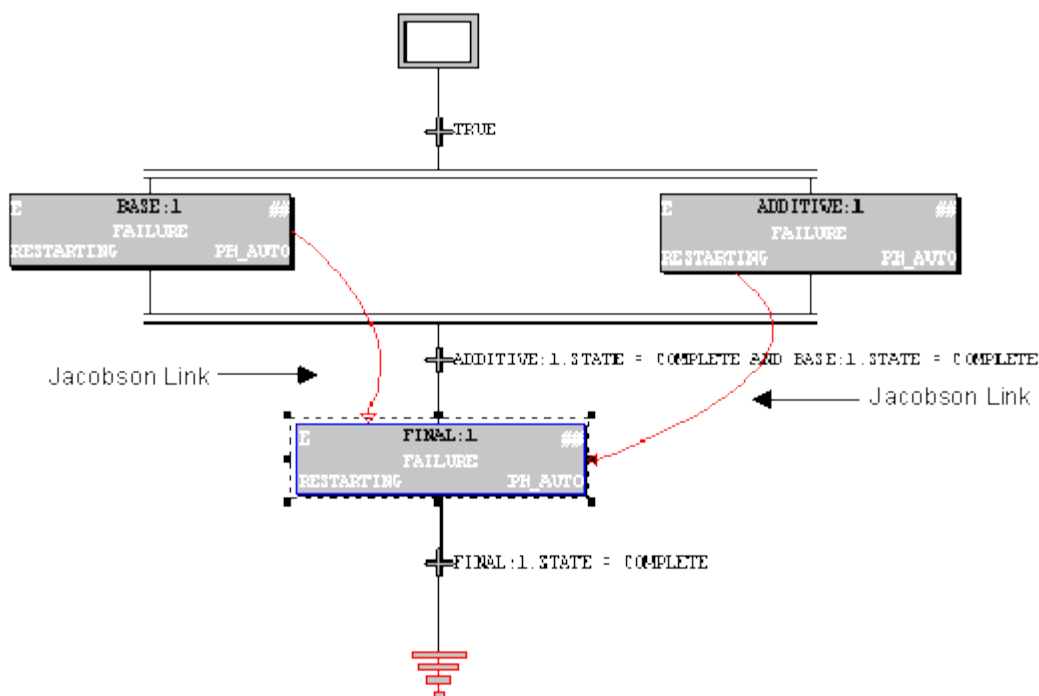 TRUE
E BASE:1 ##
FAILURE
RESTARTING PH_AUTO
E ADDITIVE:1 ##
FAILURE
RESTARTING PH_AUTO
ADDITIVE:1.STATE = COMPLETE AND BASE:1.STATE = COMPLETE
Jacobson Link
Jacobson Link
E FINAL:1 ##
FAILURE
RESTARTING PH_AUTO
FINAL:1.STATE = COMPLETE